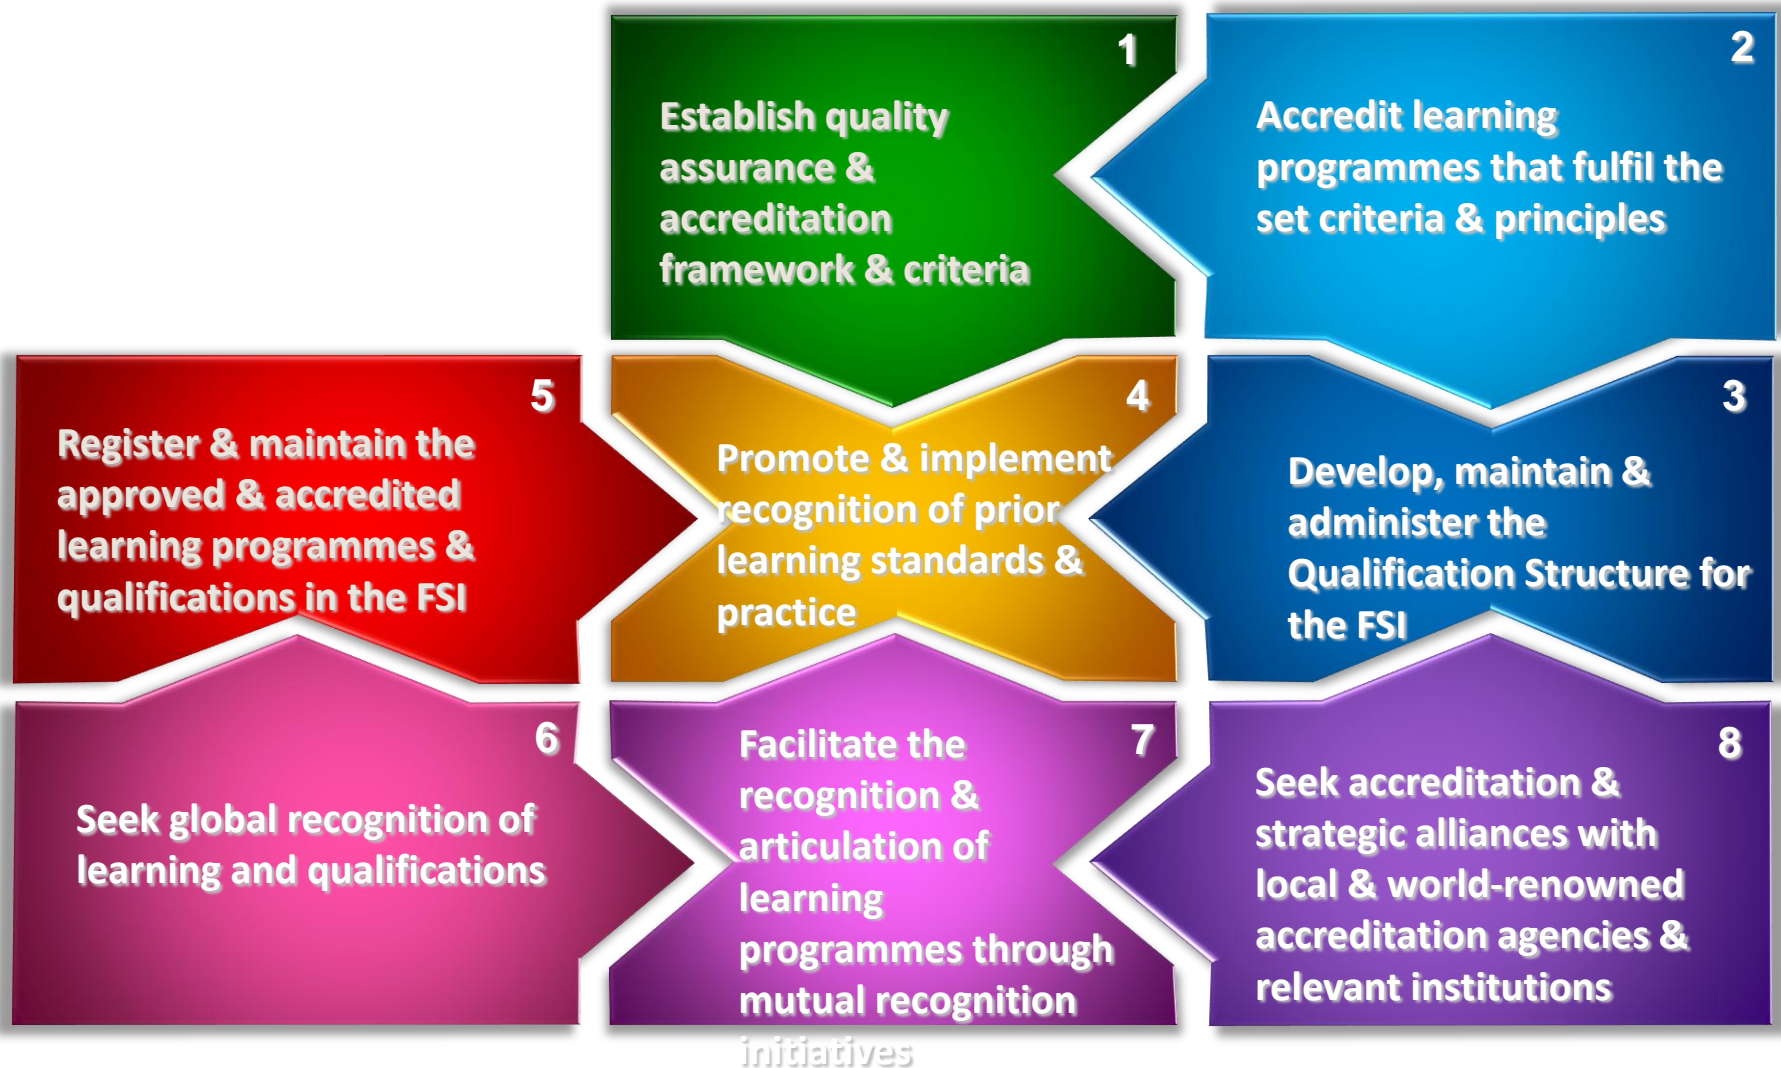 1
Establish quality
assurance &
accreditation
framework & criteria
2
Accredit learning
programmes that fulfil the
set criteria & principles
3
Develop, maintain &
administer the
Qualification Structure for
the FSI
4
Promote & implement
recognition of prior
learning standards &
practice
5
Register & maintain the
approved & accredited
learning programmes &
qualifications in the FSI
6
Seek global recognition of
learning and qualifications
7
Facilitate the
recognition &
articulation of
learning
programmes through
mutual recognition
initiatives
8
Seek accreditation &
strategic alliances with
local & world-renowned
accreditation agencies &
relevant institutions